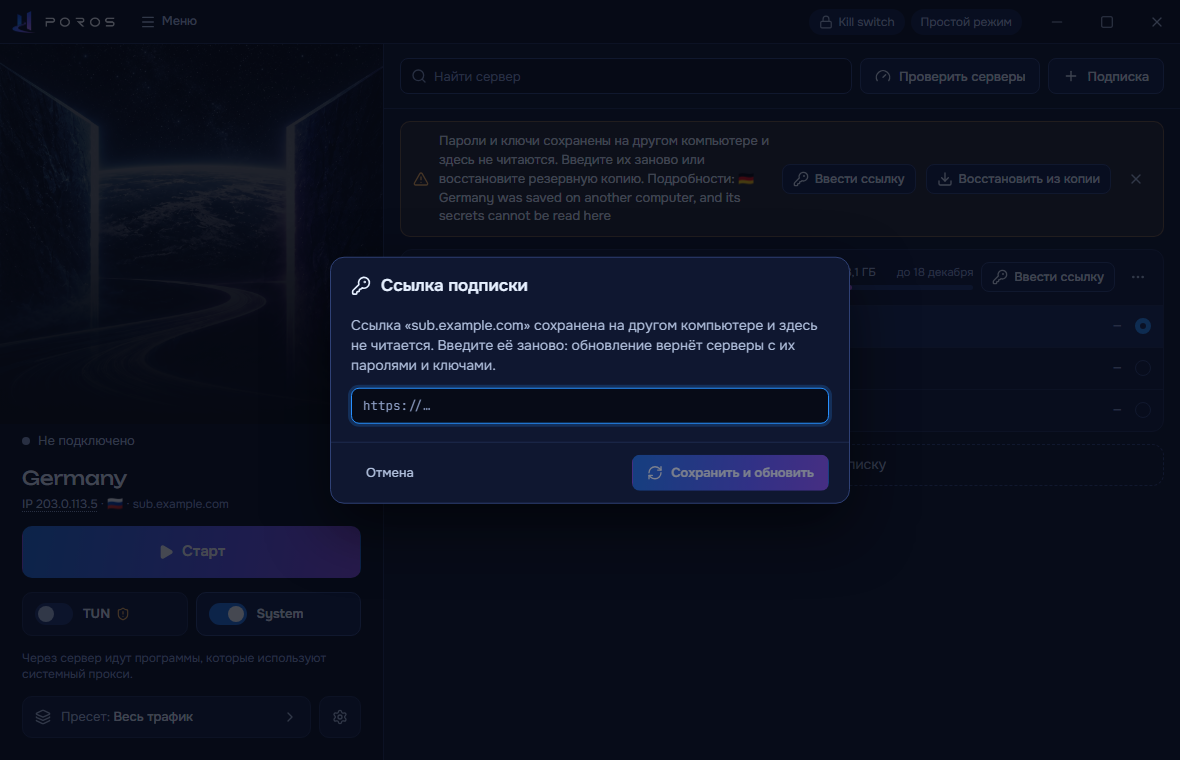 POROS
Меню
Kill switch
Простой режим
Найти сервер
Проверить серверы
Подписка
Пароли и ключи сохранены на другом компьютере и
здесь не читаются. Введите их заново или
восстановите резервную копию. Подробности: 🇩🇪
Germany was saved on another computer, and its
secrets cannot be read here
Ввести ссылку
Восстановить из копии
ГБ
до 18 декабря
Ввести ссылку
Ссылка подписки
Ссылка «sub.example.com» сохранена на другом компьютере и здесь
не читается. Введите её заново: обновление вернёт серверы с их
паролями и ключами.
https://…
Отмена
Сохранить и обновить
Не подключено
Germany
IP 203.0.113.5 · 🇷🇺 · sub.example.com
Старт
TUN
System
Через сервер идут программы, которые используют
системный прокси.
Пресет: Весь трафик